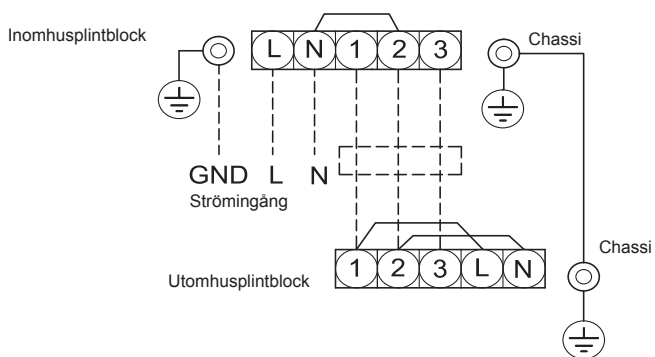 Inomhusplintblock
L N 1 2 3
Chassi
GND L N
Strömingång
Chassi
1 2 3 L N
Utomhusplintblock